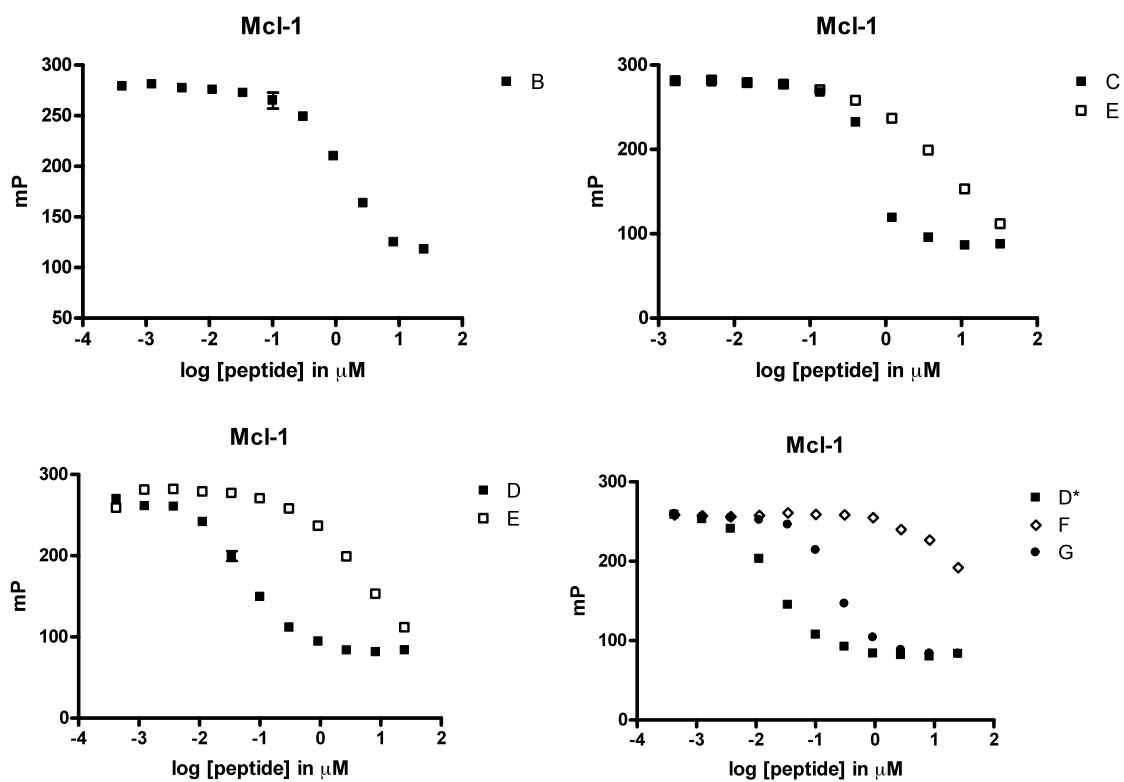 Mcl-1
300
250
200
150
100
50
-4 -3 -2 -1 0 1 2
mP
log [peptide] in μM
B
Mcl-1
300
200
100
0
-3 -2 -1 0 1 2
mP
log [peptide] in μM
C
E
Mcl-1
300
200
100
0
-4 -3 -2 -1 0 1 2
mP
log [peptide] in μM
D
E
Mcl-1
300
200
100
0
-4 -3 -2 -1 0 1 2
mP
log [peptide] in μM
D*
F
G